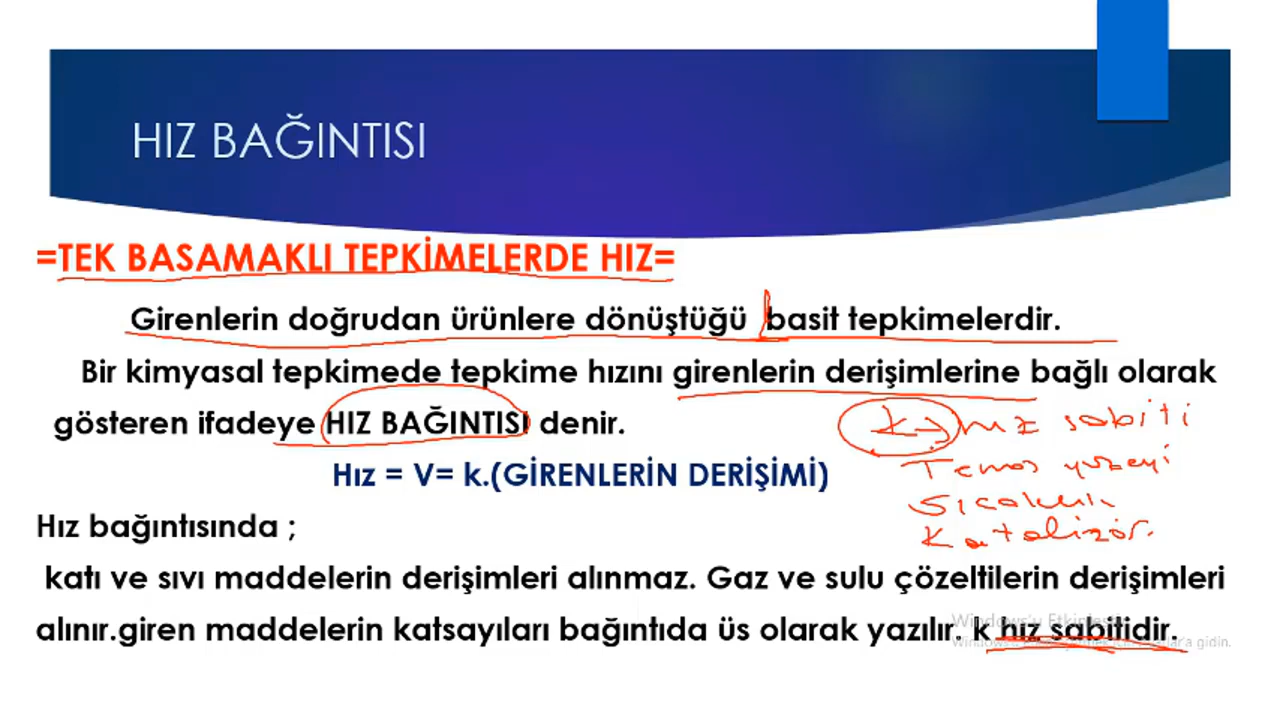 HIZ BAĞINTISI
=TEK BASAMAKLI TEPKİMELERDE HIZ=
Girenlerin doğrudan ürünlere dönüştüğü basit tepkimelerdir.
Bir kimyasal tepkimede tepkime hızını girenlerin derişimlerine bağlı olarak
gösteren ifadeye HIZ BAĞINTISI denir.
k → hız sabiti
Temas yüzeyi
Sıcaklık
Katalizör.
Hız = V= k.(GİRENLERİN DERİŞİMİ)
Hız bağıntısında ;
katı ve sıvı maddelerin derişimleri alınmaz. Gaz ve sulu çözeltilerin derişimleri
alınır.giren maddelerin katsayıları bağıntıda üs olarak yazılır. k hız sabitidir.
Windows'u Etkinleştir